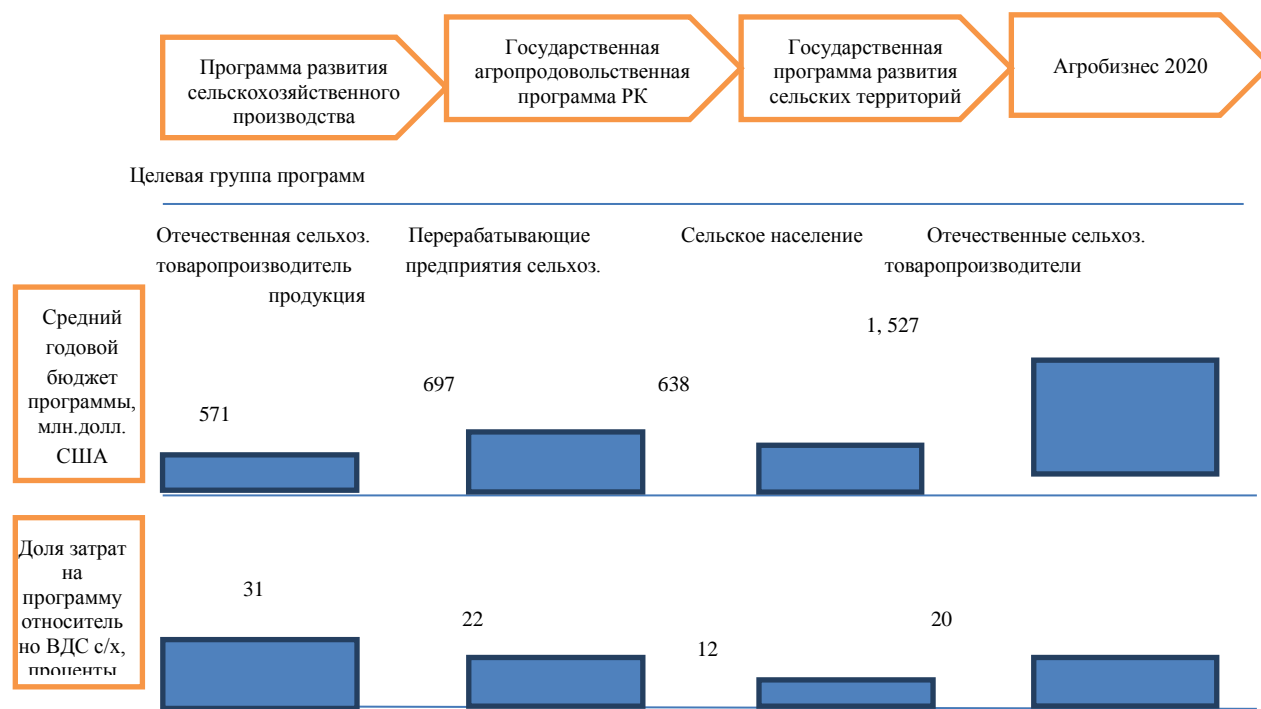 Программа развития
сельскохозяйственного
производства
Государственная
агропродовольственная
программа РК
Государственная
программа развития
сельских территорий
Агробизнес 2020
Целевая группа программ
Отечественная сельхоз.
товаропроизводитель
продукция
Перерабатывающие
предприятия сельхоз.
Сельское население
Отечественные сельхоз.
товаропроизводители
Средний
годовой
бюджет
программы,
млн.долл.
США
571
697
638
1, 527
Доля затрат
на
программу
относитель
но ВДС с/х,
проценты
31
22
12
20